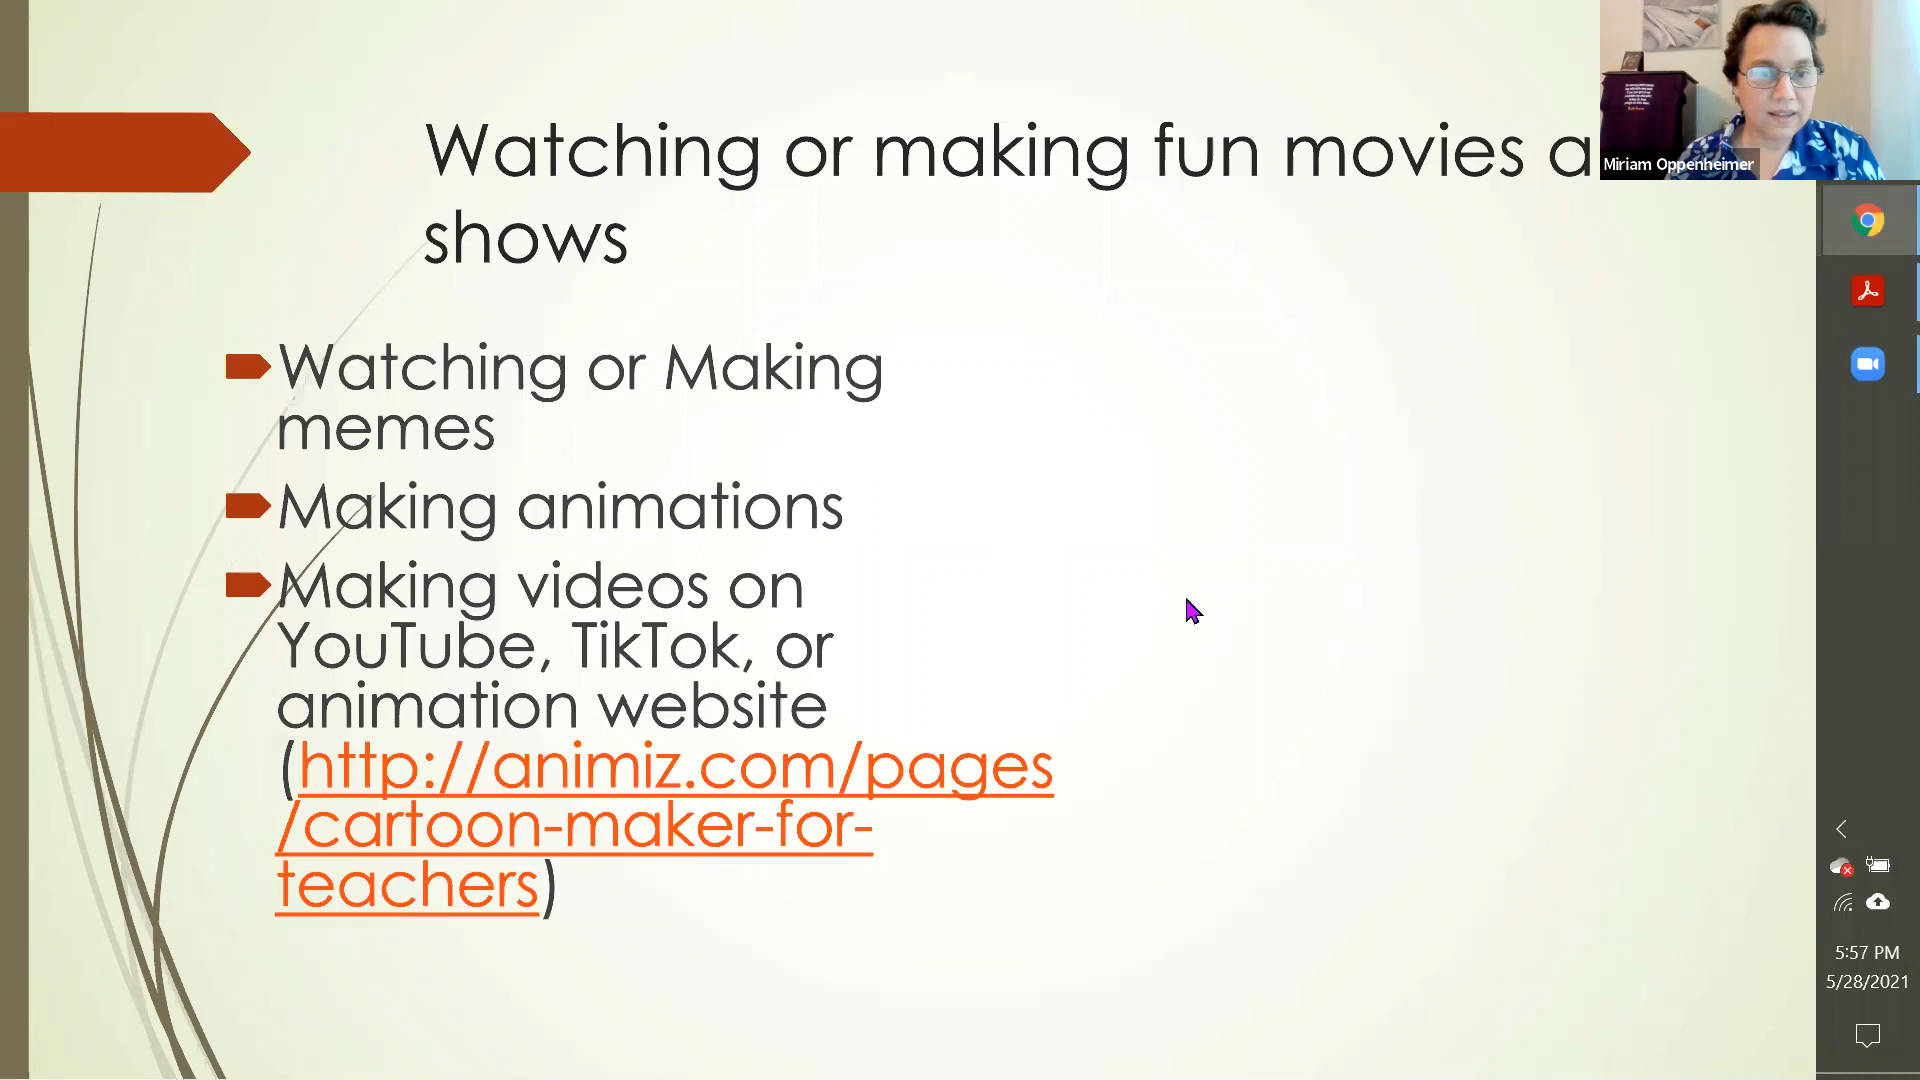 Watching or making fun movies a
shows
Miriam Oppenheimer
Watching or Making
memes
Making animations
Making videos on
YouTube, TikTok, or
animation website
(http://animiz.com/pages
/cartoon-maker-for-
teachers)
5:57 PM
5/28/2021